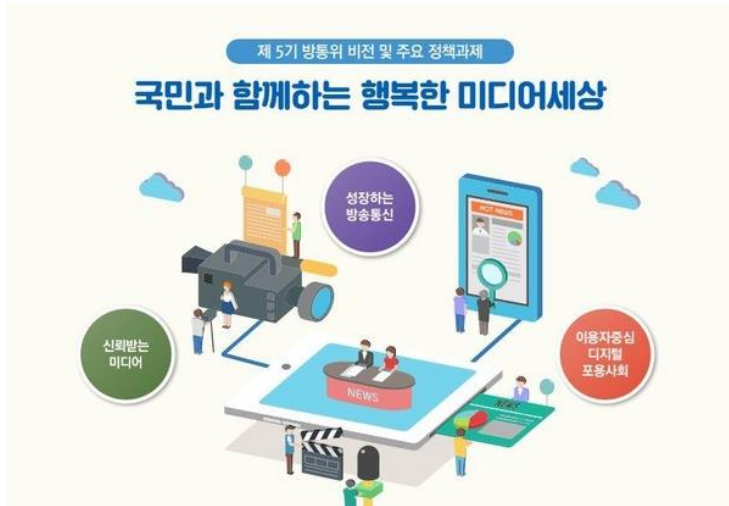 제 5기 방통위 비전 및 주요 정책과제
국민과 함께하는 행복한 미디어세상
성장하는
방송통신
HOT NEWS
신뢰받는
미디어
이용자중심
디지털
포용사회
NEWS
NEWS